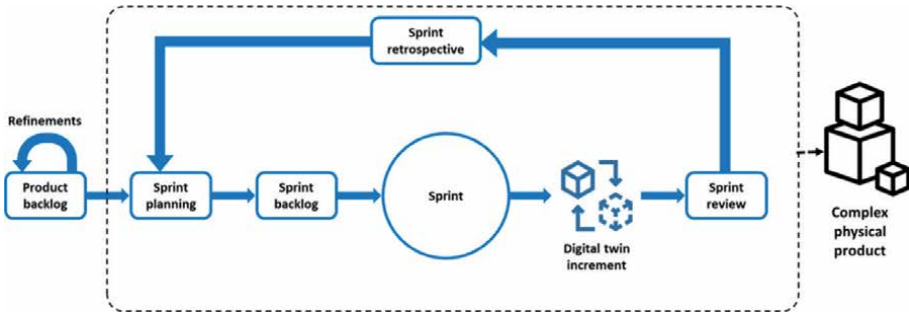 Sprint
retrospective
Refinements
Product
backlog
Sprint
planning
Sprint
backlog
Sprint
Digital twin
increment
Sprint
review
Complex
physical
product